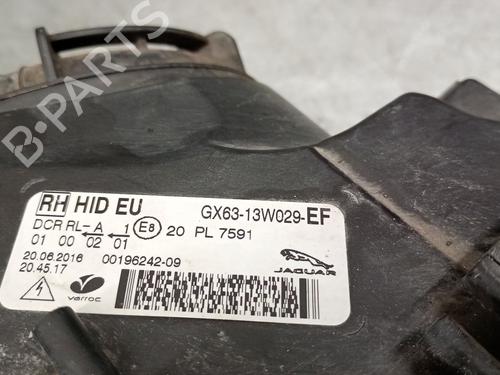 B-PARTS
RH HID EU GX63-13W029-EF
DCR RL-A 1 E8 20 PL 7591
01 00 02 01
20.06.2016 00196242-09
20.45.17
JAGUAR
varroc